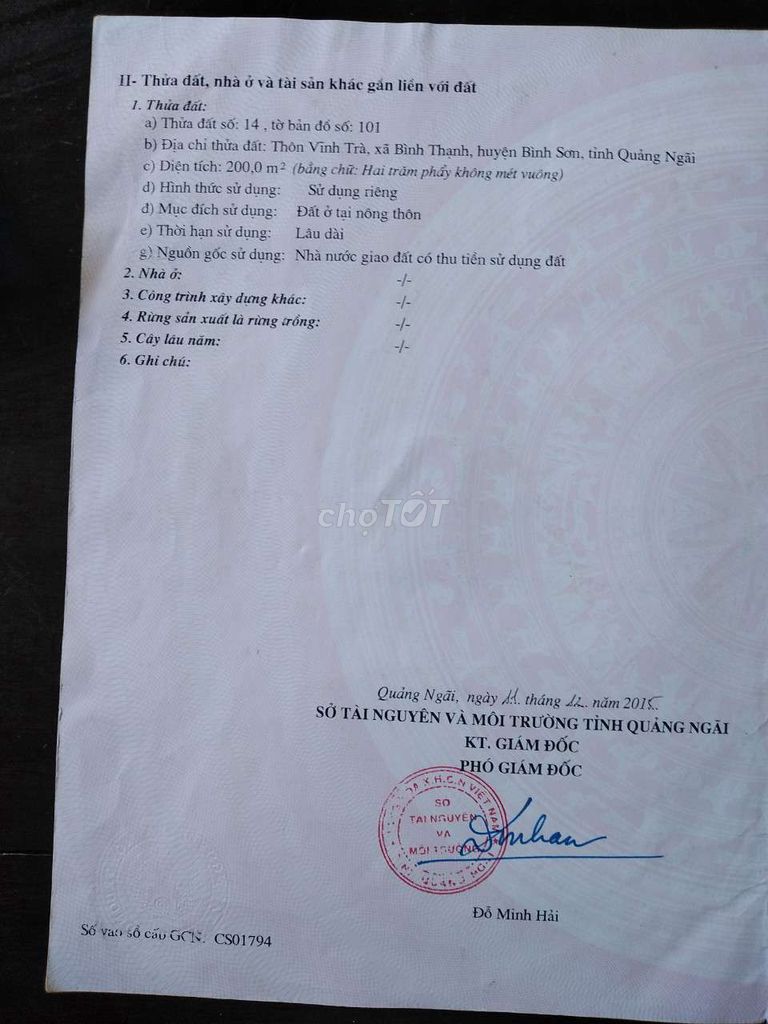 II- Thửa đất, nhà ở và tài sản khác gắn liền với đất
1. Thửa đất:
a) Thửa đất số: 14 , tờ bản đồ số: 101
b) Địa chỉ thửa đất: Thôn Vĩnh Trà, xã Bình Thạnh, huyện Bình Sơn, tỉnh Quảng Ngãi
c) Diện tích: 200,0 m² (bằng chữ: Hai trăm phẩy không mét vuông)
d) Hình thức sử dụng: Sử dụng riêng
đ) Mục đích sử dụng: Đất ở tại nông thôn
e) Thời hạn sử dụng: Lâu dài
g) Nguồn gốc sử dụng: Nhà nước giao đất có thu tiền sử dụng đất
2. Nhà ở: -/-
3. Công trình xây dựng khác: -/-
4. Rừng sản xuất là rừng trồng: -/-
5. Cây lâu năm: -/-
6. Ghi chú:
chợTỐT
Quảng Ngãi, ngày 11 tháng 12 năm 2015
SỞ TÀI NGUYÊN VÀ MÔI TRƯỜNG TỈNH QUẢNG NGÃI
KT. GIÁM ĐỐC
PHÓ GIÁM ĐỐC
X.H.C.N VIỆT NAM
SỞ
TÀI NGUYÊN
VÀ
MÔI TRƯỜNG
QUẢNG NGÃI
Đỗ Minh Hải
Số vào sổ cấp GCN: CS01794